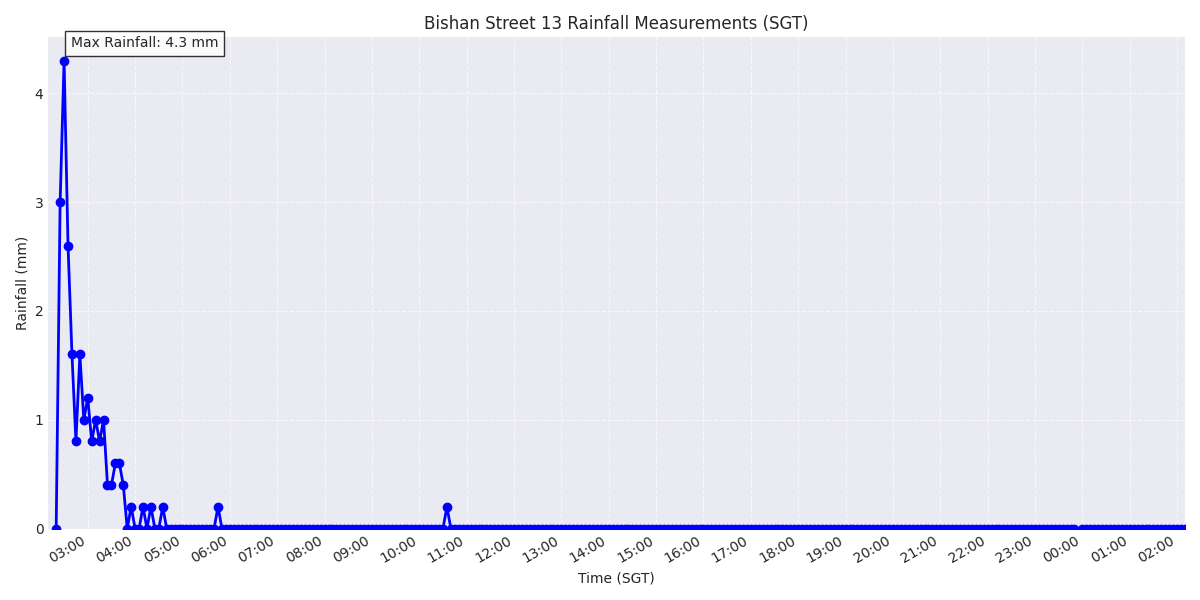 Bishan Street 13 Rainfall Measurements (SGT)
Max Rainfall: 4.3 mm
4
3
2
1
0
Rainfall (mm)
03:00 04:00 05:00 06:00 07:00 08:00 09:00 10:00 11:00 12:00 13:00 14:00 15:00 16:00 17:00 18:00 19:00 20:00 21:00 22:00 23:00 00:00 01:00 02:00
Time (SGT)